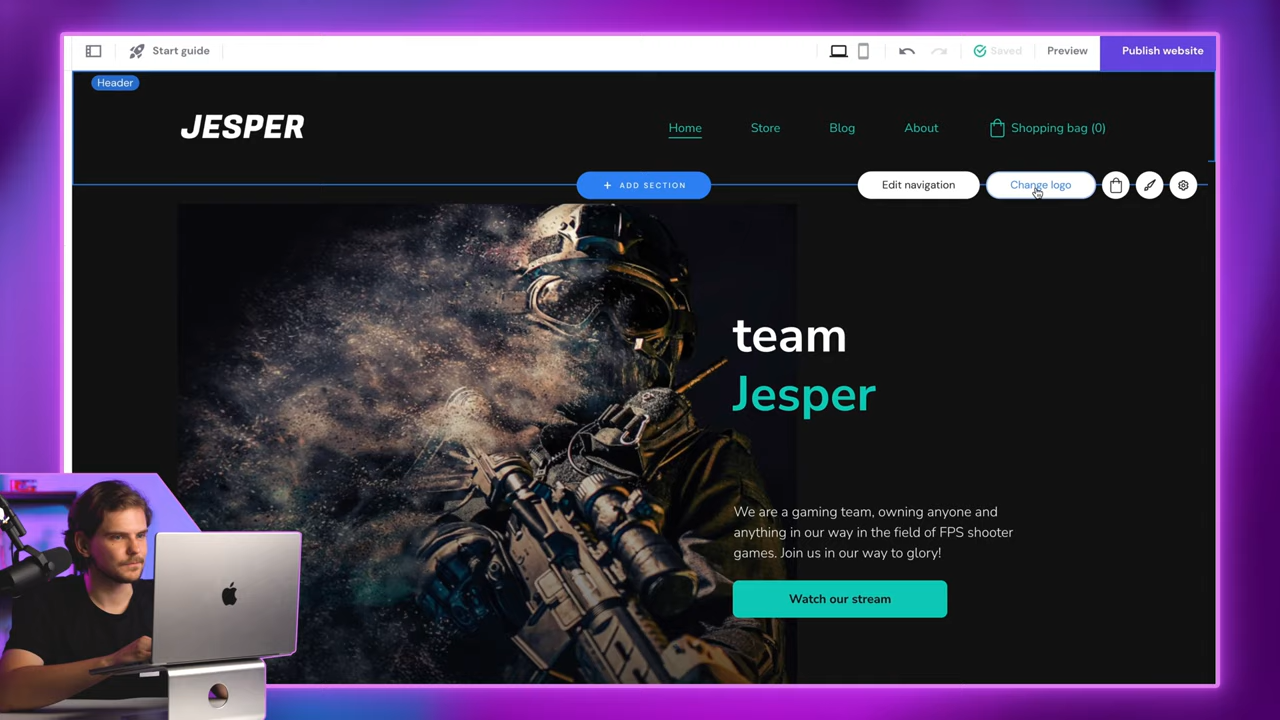 Start guide
Saved
Preview
Publish website
Header
JESPER
Home
Store
Blog
About
Shopping bag (0)
+ ADD SECTION
Edit navigation
Change logo
team
Jesper
We are a gaming team, owning anyone and
anything in our way in the field of FPS shooter
games. Join us in our way to glory!
Watch our stream